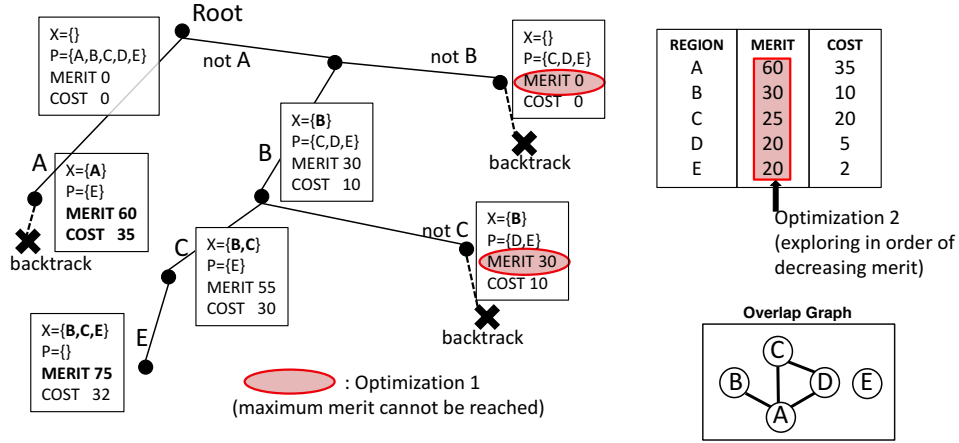 Root
X={}
P={A,B,C,D,E}
MERIT 0
COST 0
not A
not B
X={}
P={C,D,E}
MERIT 0
COST 0
backtrack
A
X={A}
P={E}
MERIT 60
COST 35
backtrack
B
X={B}
P={C,D,E}
MERIT 30
COST 10
C
X={B,C}
P={E}
MERIT 55
COST 30
not C
X={B}
P={D,E}
MERIT 30
COST 10
backtrack
X={B,C,E}
P={}
MERIT 75
COST 32
E
: Optimization 1
(maximum merit cannot be reached)
REGION MERIT COST
A 60 35
B 30 10
C 25 20
D 20 5
E 20 2
Optimization 2
(exploring in order of
decreasing merit)
Overlap Graph
C
B D E
A